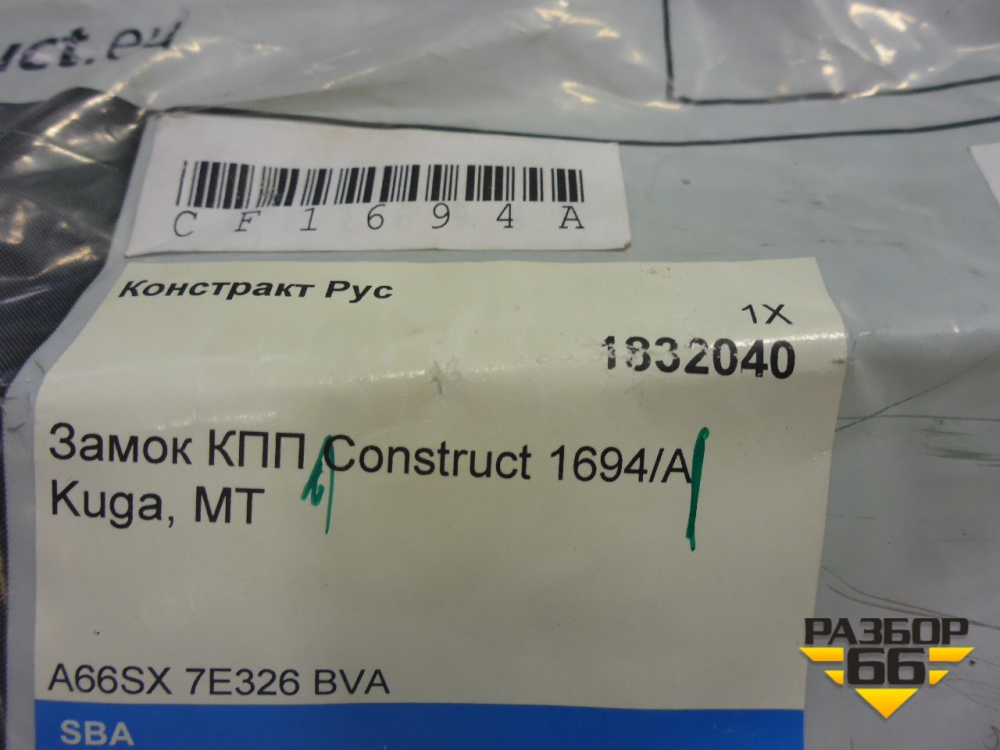 uct.eu
CF1694A
Констракт Рус
1X
1832040
Замок КПП Construct 1694/A
Kuga, MT
A66SX 7E326 BVA
SBA
РАЗБОР
66